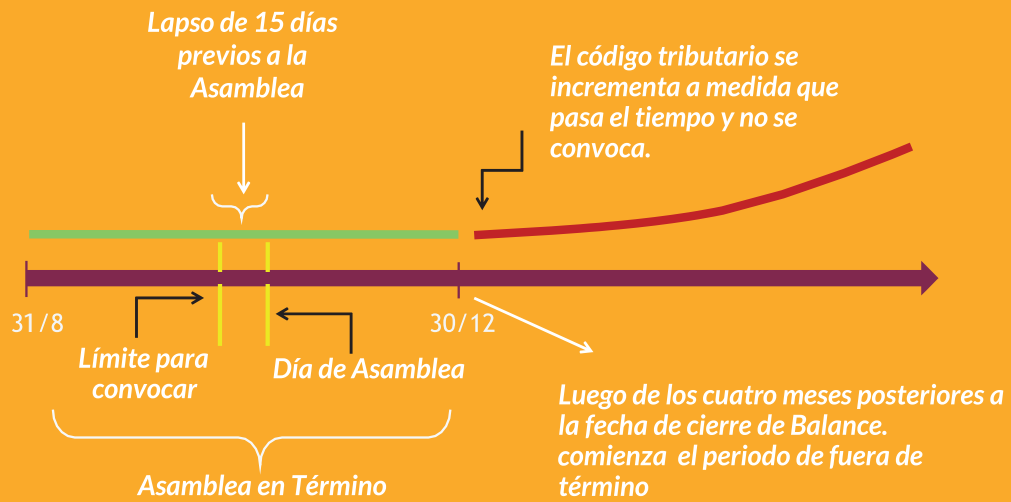 Lapso de 15 días
previos a la
Asamblea
El código tributario se
incrementa a medida que
pasa el tiempo y no se
convoca.
31/8
30/12
Límite para
convocar
Día de Asamblea
Luego de los cuatro meses posteriores a
la fecha de cierre de Balance.
comienza el periodo de fuera de
término
Asamblea en Término